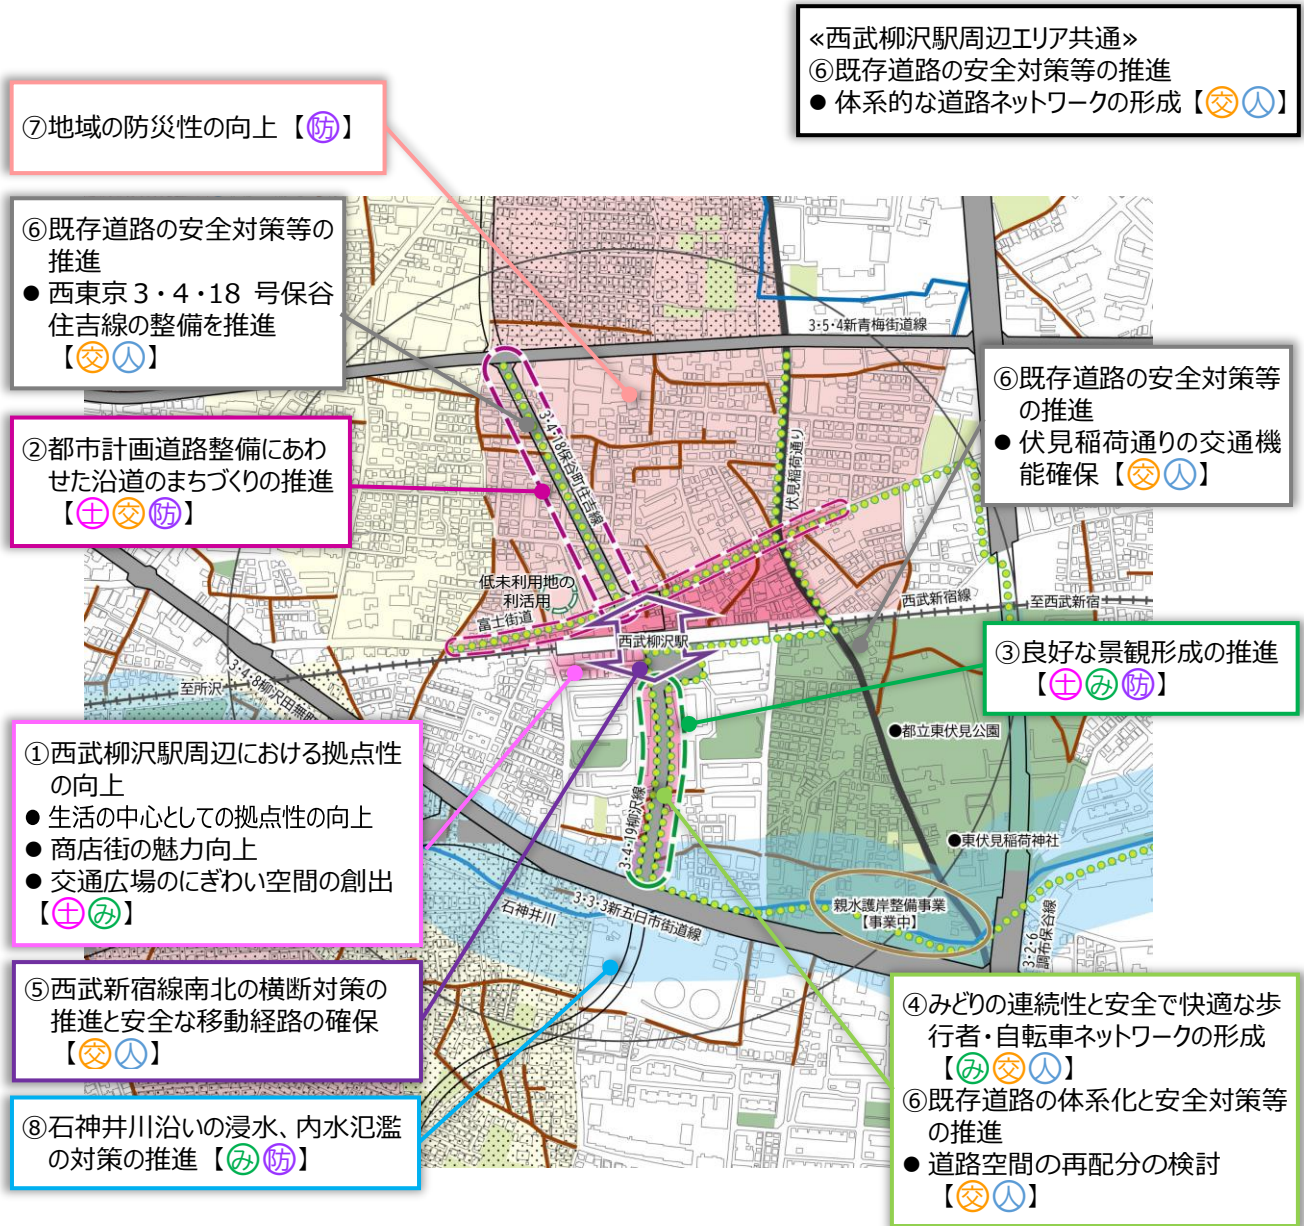 ≪西武柳沢駅周辺エリア共通≫
⑥既存道路の安全対策等の推進
● 体系的な道路ネットワークの形成【交人】
⑦地域の防災性の向上【防】
⑥既存道路の安全対策等の
推進
● 西東京3・4・18 号保谷
住吉線の整備を推進
【交人】
②都市計画道路整備にあわ
せた沿道のまちづくりの推進
【土交防】
①西武柳沢駅周辺における拠点性
の向上
● 生活の中心としての拠点性の向上
● 商店街の魅力向上
● 交通広場のにぎわい空間の創出
【土み】
⑤西武新宿線南北の横断対策の
推進と安全な移動経路の確保
【交人】
⑧石神井川沿いの浸水、内水氾濫
の対策の推進【み防】
3・5・4新青梅街道線
3・4・18保谷町住吉線
伏見稲荷通り
低未利用地の
利活用
富士街道
西武柳沢駅
西武新宿線
至西武新宿
至所沢
3・4・8柳沢田無町
3・4・19柳沢線
●都立東伏見公園
●東伏見稲荷神社
親水護岸整備事業
【事業中】
石神井川
3・3・3新五日市街道線
3・2・6
調布保谷線
⑥既存道路の安全対策等
の推進
● 伏見稲荷通りの交通機
能確保【交人】
③良好な景観形成の推進
【土み防】
④みどりの連続性と安全で快適な歩
行者・自転車ネットワークの形成
【み交人】
⑥既存道路の体系化と安全対策等
の推進
● 道路空間の再配分の検討
【交人】